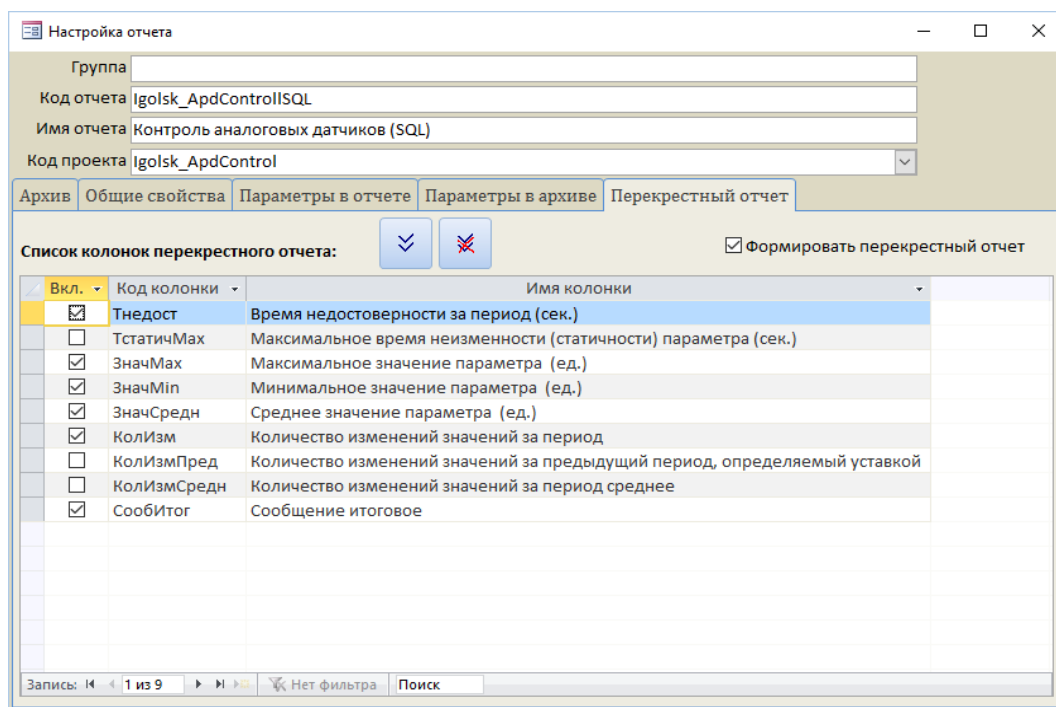 Настройка отчета
Группа
Код отчета Igolsk_ApdControllSQL
Имя отчета Контроль аналоговых датчиков (SQL)
Код проекта Igolsk_ApdControl
Архив Общие свойства Параметры в отчете Параметры в архиве Перекрестный отчет
Список колонок перекрестного отчета: Формировать перекрестный отчет
Вкл. Код колонки Имя колонки
Тнедост Время недостоверности за период (сек.)
ТстатичMax Максимальное время неизменности (статичности) параметра (сек.)
ЗначMax Максимальное значение параметра (ед.)
ЗначMin Минимальное значение параметра (ед.)
ЗначСредн Среднее значение параметра (ед.)
КолИзм Количество изменений значений за период
КолИзмПред Количество изменений значений за предыдущий период, определяемый уставкой
КолИзмСредн Количество изменений значений за период среднее
СообИтог Сообщение итоговое
Запись: 1 из 9 Нет фильтра Поиск